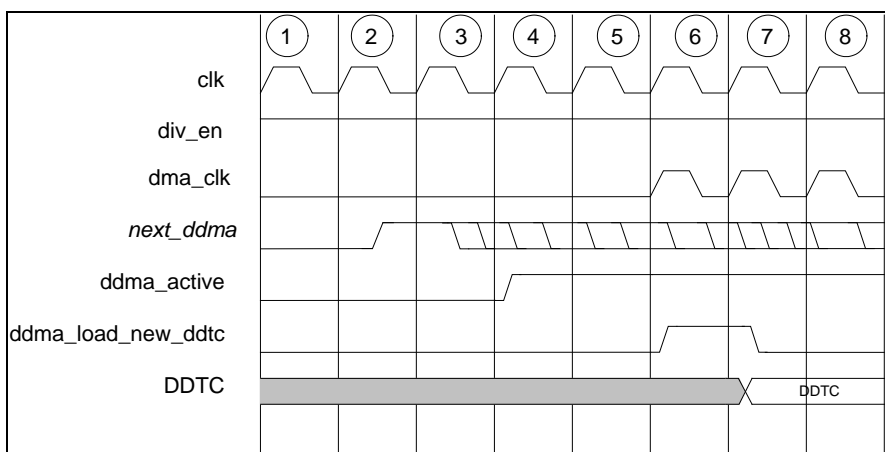 1 2 3 4 5 6 7 8
clk
div_en
dma_clk
next_ddma
ddma_active
ddma_load_new_ddtc
DDTC DDTC